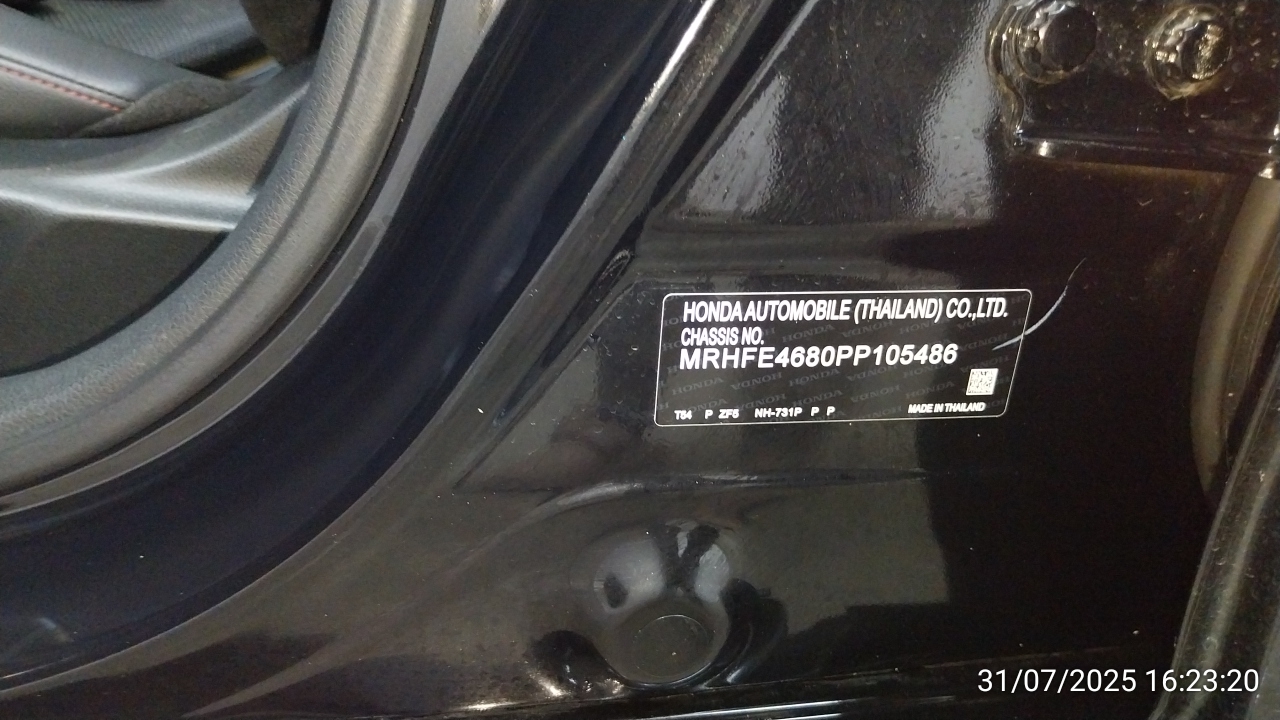 HONDA AUTOMOBILE (THAILAND) CO.,LTD.
CHASSIS NO.
MRHFE4680PP105486
T54 P ZF5 NH-731P P P
MADE IN THAILAND
31/07/2025 16:23:20